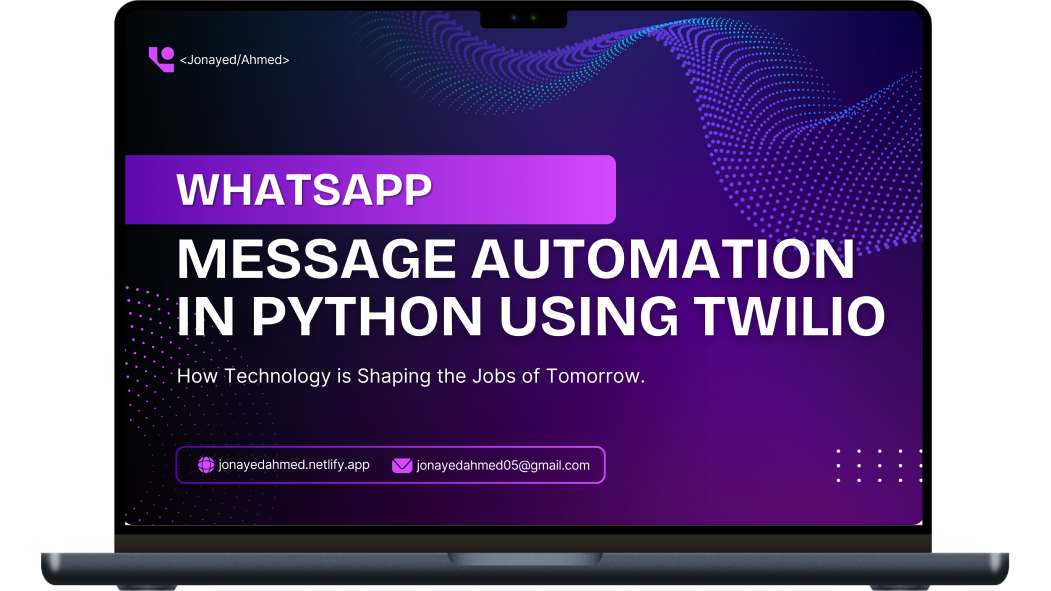 <Jonayed/Ahmed>
WHATSAPP
MESSAGE AUTOMATION
IN PYTHON USING TWILIO
How Technology is Shaping the Jobs of Tomorrow.
jonayedahmed.netlify.app jonayedahmed05@gmail.com